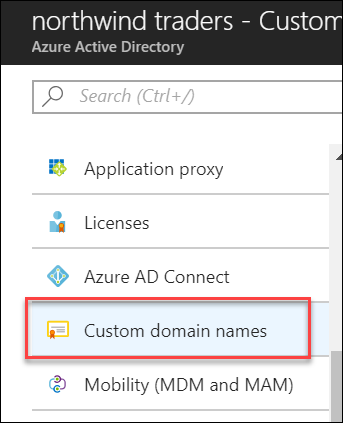 northwind traders - Custom
Azure Active Directory
Search (Ctrl+/)
Application proxy
Licenses
Azure AD Connect
Custom domain names
Mobility (MDM and MAM)